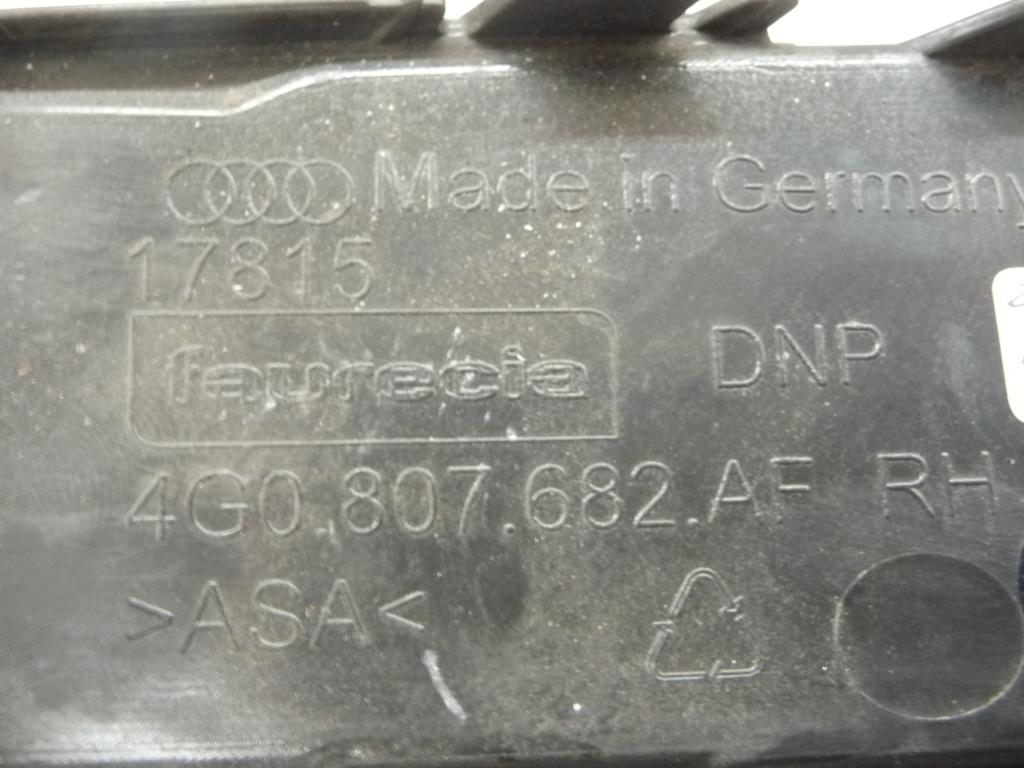 Made in Germany
17815
faurecia DNP
4G0.807.682.AF RH
>ASA<